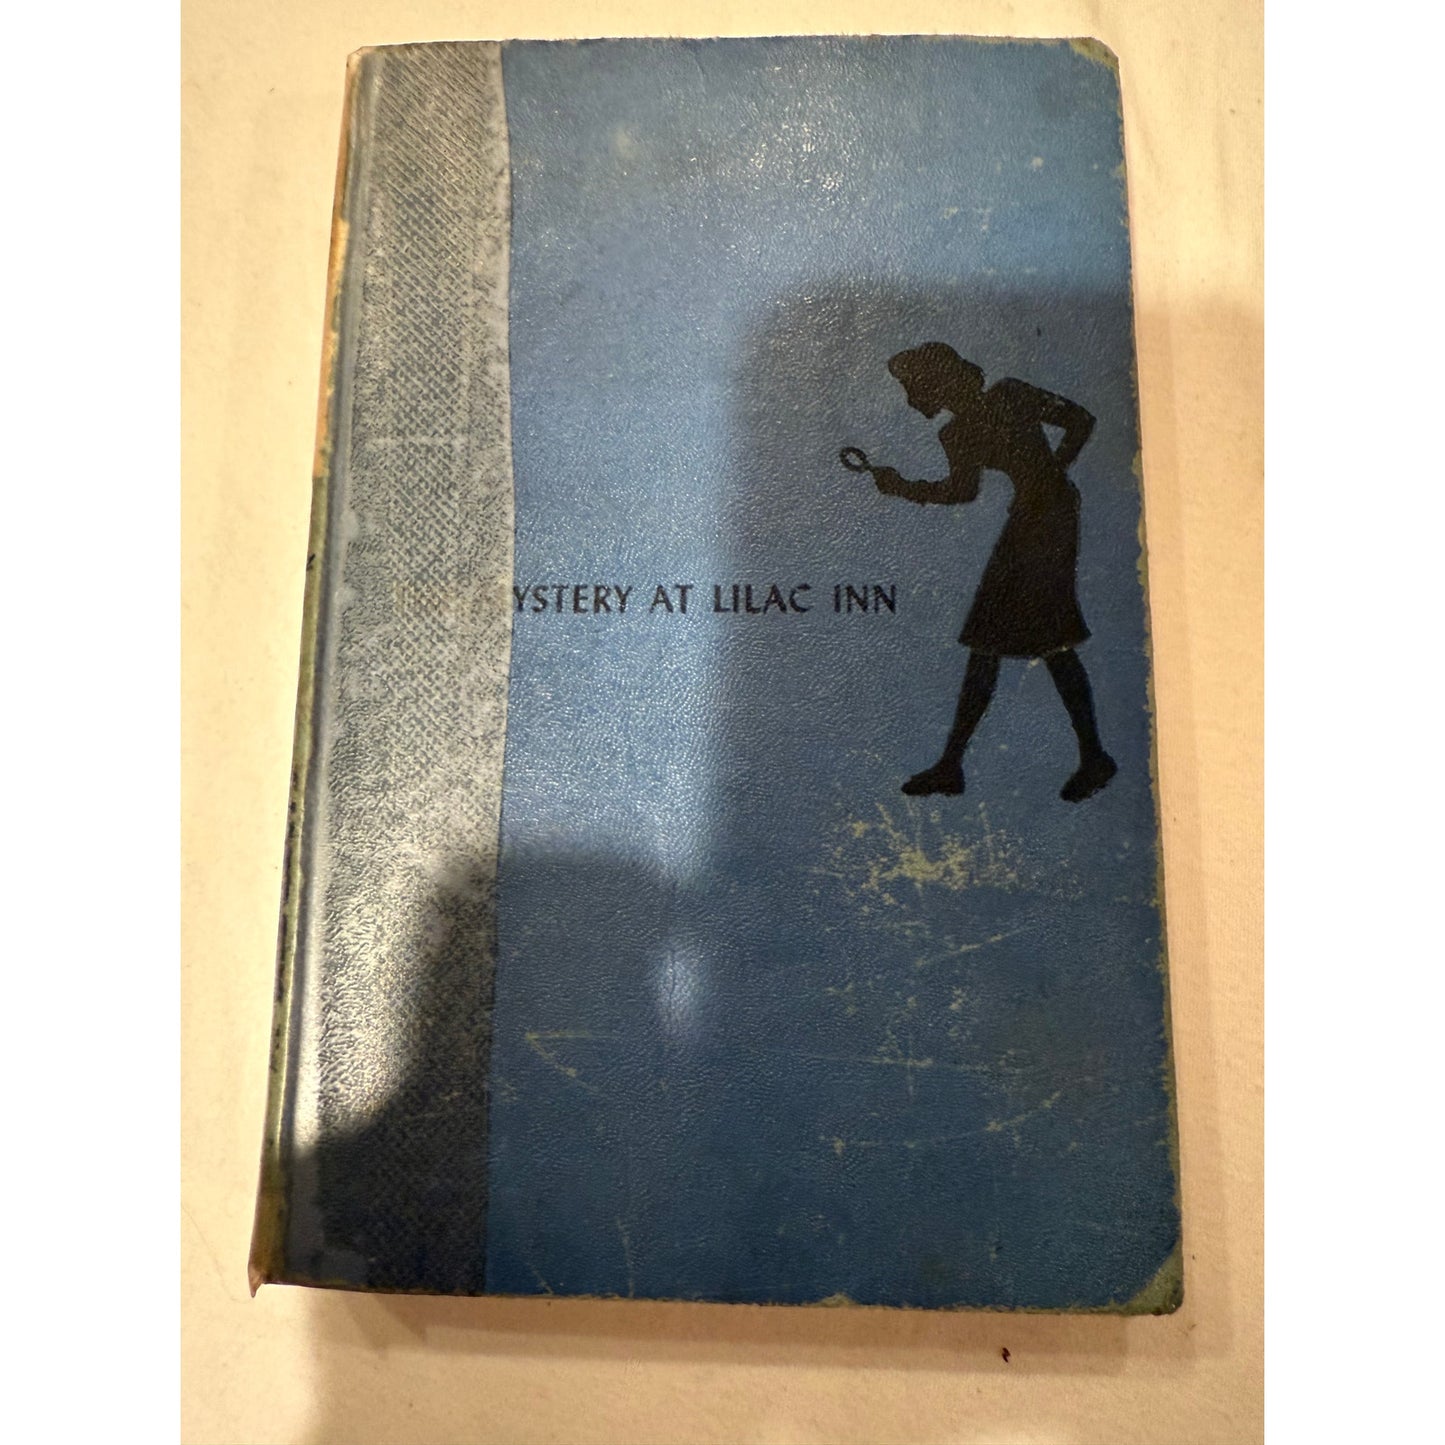 YSTERY AT LILAC INN